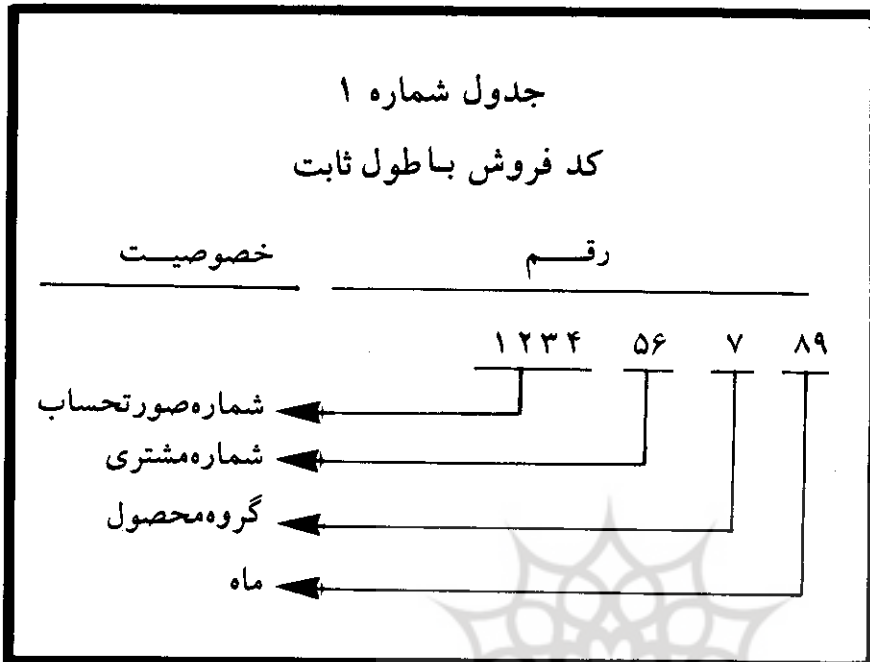 جدول شماره ۱
کد فروش با طول ثابت
رقم خصوصیت
۱۲۳۴ ۵۶ ۷ ۸۹
شماره‌صورتحساب
شماره‌مشتری
گروه‌محصول
ماه